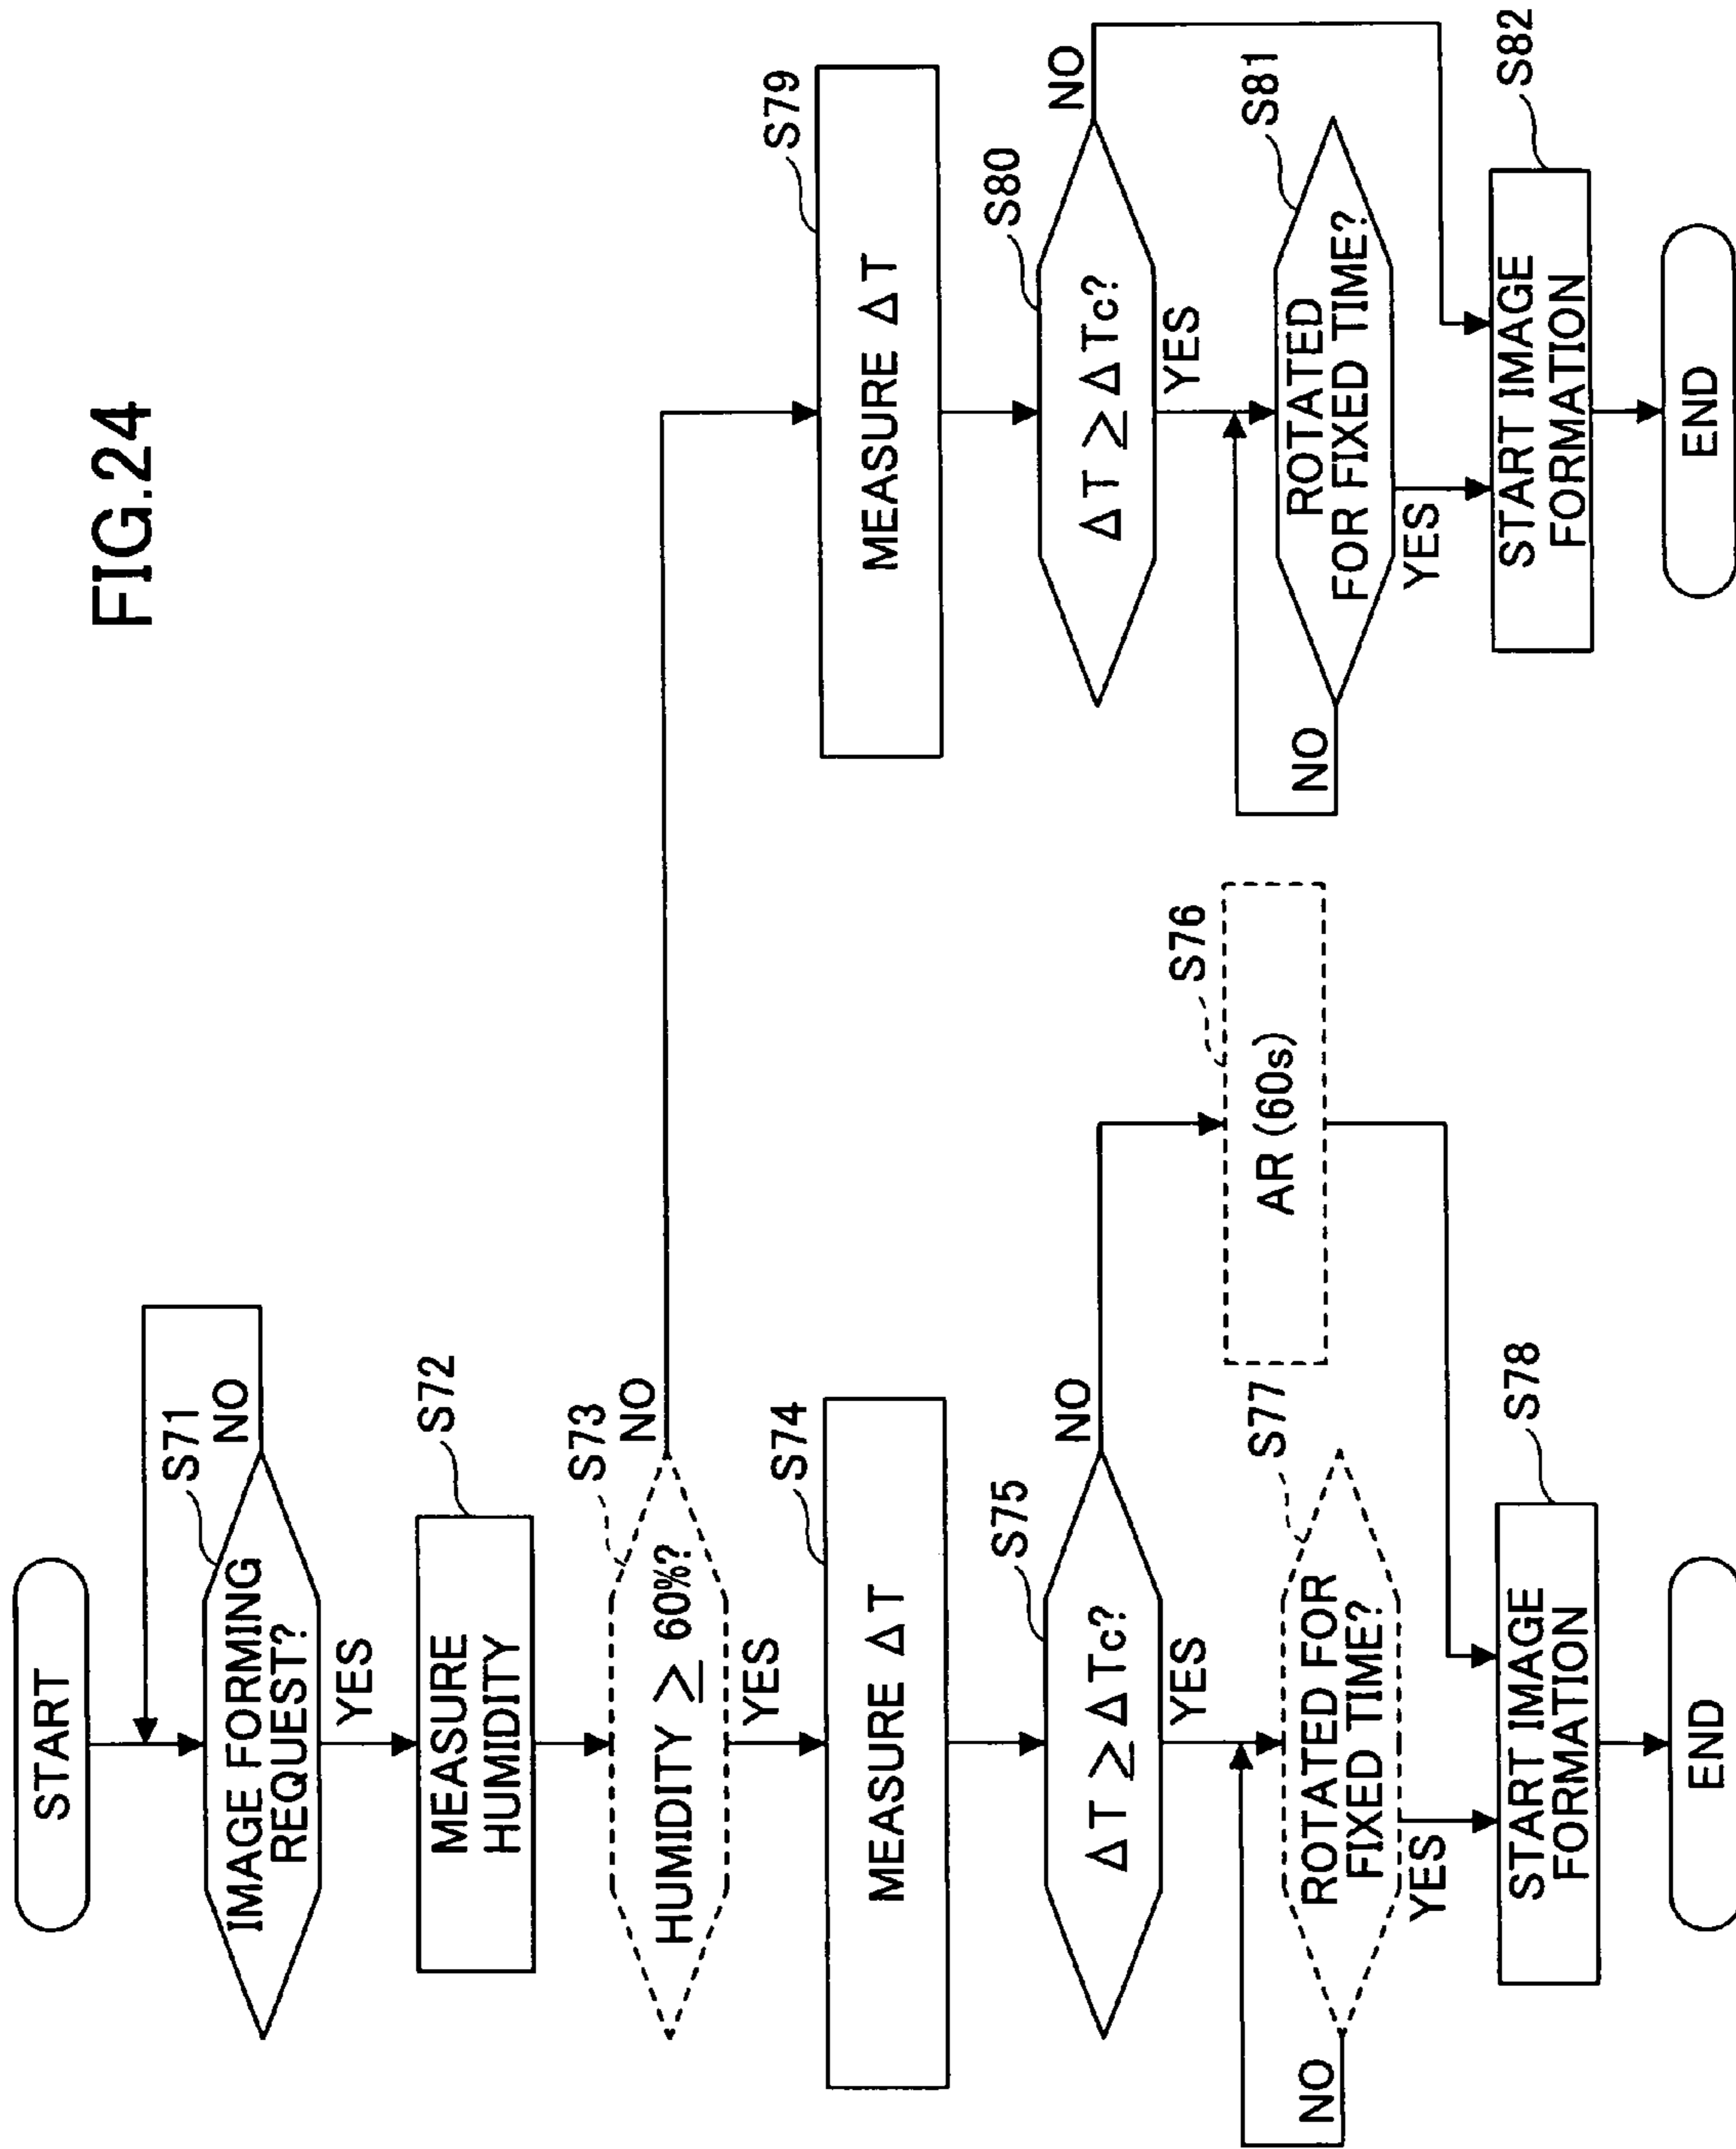 FIG.24
START
S71
IMAGE FORMING
REQUEST?
NO
YES
S72
MEASURE
HUMIDITY
S73
HUMIDITY ≥ 60%?
NO
YES
S74
MEASURE ΔT
S75
ΔT ≥ ΔTc?
NO
YES
S76
AR (60s)
S77
ROTATED FOR
FIXED TIME?
NO
YES
S78
START IMAGE
FORMATION
END
S79
MEASURE ΔT
S80
ΔT ≥ ΔTc?
NO
YES
S81
ROTATED
FOR FIXED TIME?
NO
YES
S82
START IMAGE
FORMATION
END